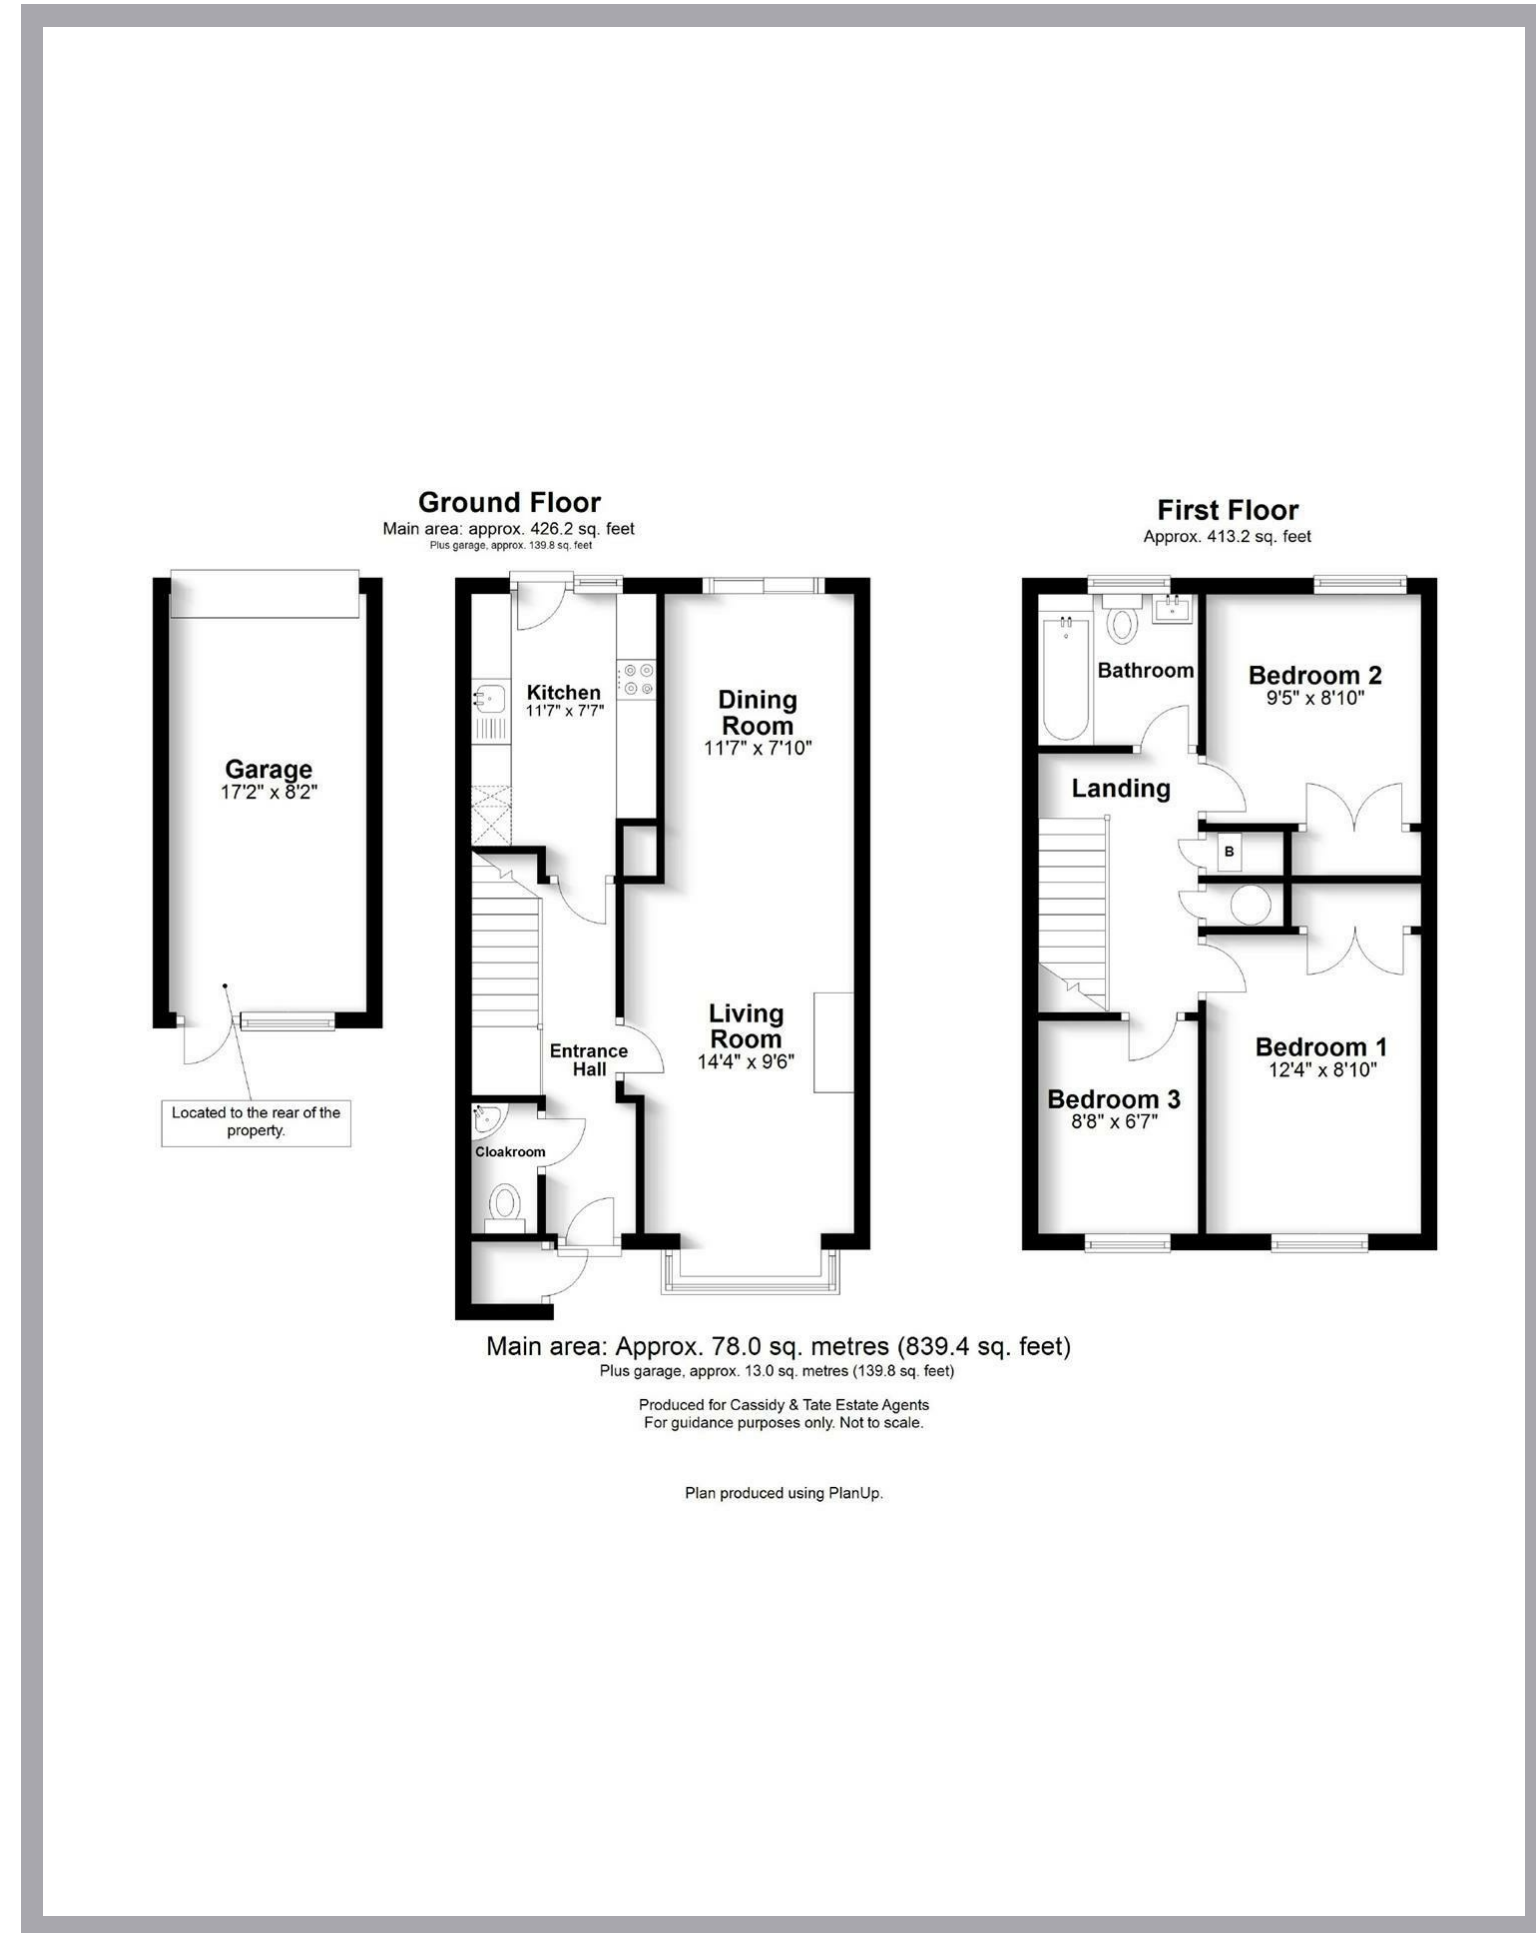 Ground Floor
Main area: approx. 426.2 sq. feet
Plus garage, approx. 139.8 sq. feet
Garage
17'2" x 8'2"
Located to the rear of the
property.
Kitchen
11'7" x 7'7"
Dining
Room
11'7" x 7'10"
Living
Room
14'4" x 9'6"
Entrance
Hall
Cloakroom
First Floor
Approx. 413.2 sq. feet
Bathroom
Bedroom 2
9'5" x 8'10"
Landing
B
Bedroom 1
12'4" x 8'10"
Bedroom 3
8'8" x 6'7"
Main area: Approx. 78.0 sq. metres (839.4 sq. feet)
Plus garage, approx. 13.0 sq. metres (139.8 sq. feet)
Produced for Cassidy & Tate Estate Agents
For guidance purposes only. Not to scale.
Plan produced using PlanUp.